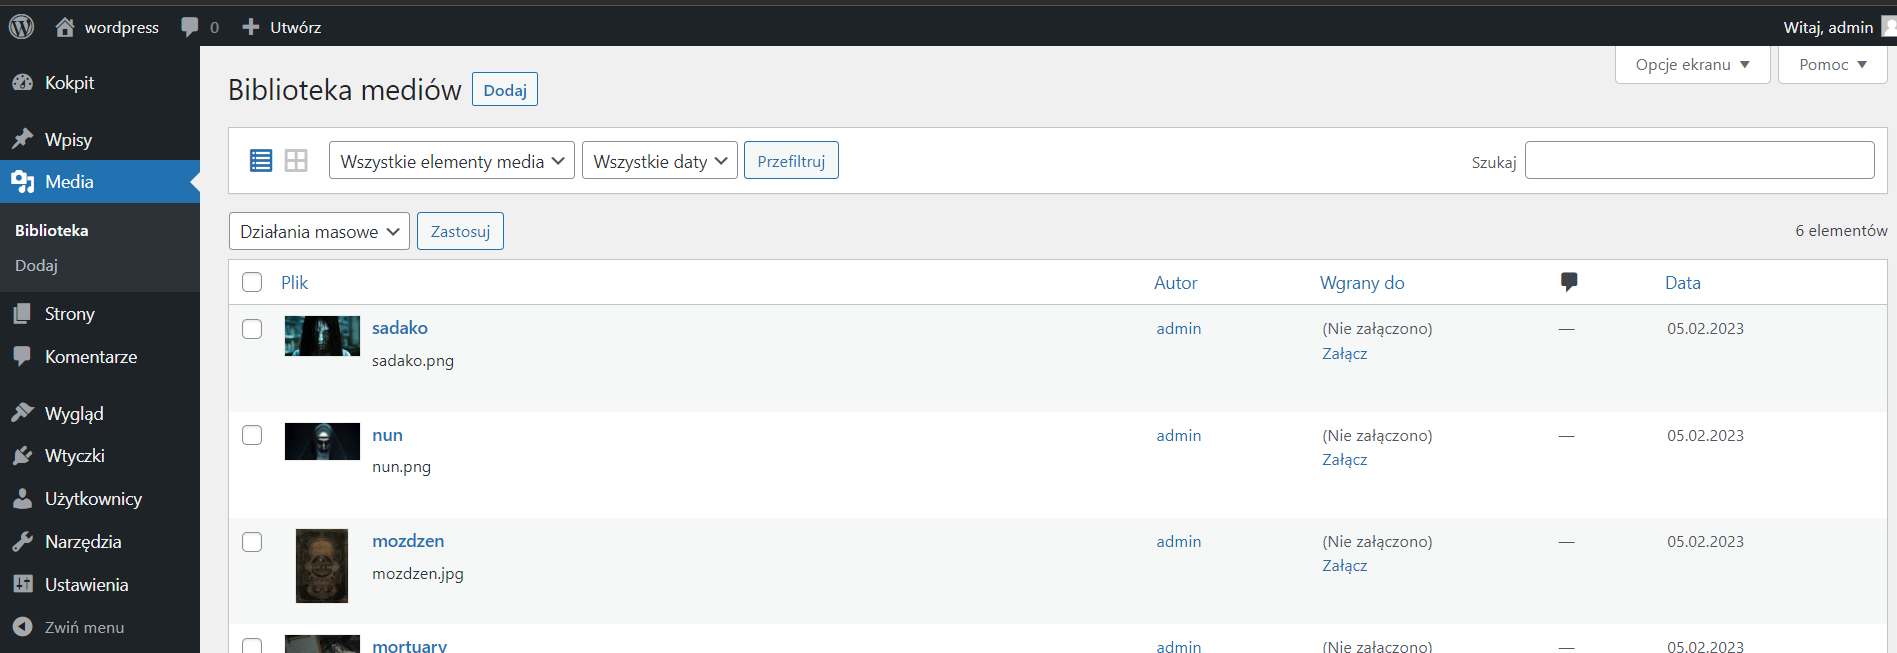 wordpress 0 Utwórz Witaj, admin
Kokpit
Wpisy
Media
Biblioteka
Dodaj
Strony
Komentarze
Wygląd
Wtyczki
Użytkownicy
Narzędzia
Ustawienia
Zwiń menu
Opcje ekranu Pomoc
Biblioteka mediów Dodaj
Wszystkie elementy media Wszystkie daty Przefiltruj Szukaj
Działania masowe Zastosuj 6 elementów
Plik Autor Wgrany do Data
sadako admin (Nie załączono) — 05.02.2023
sadako.png Załącz
nun admin (Nie załączono) — 05.02.2023
nun.png Załącz
mozdzen admin (Nie załączono) — 05.02.2023
mozdzen.jpg Załącz
mortuary admin (Nie załączono) — 05.02.2023